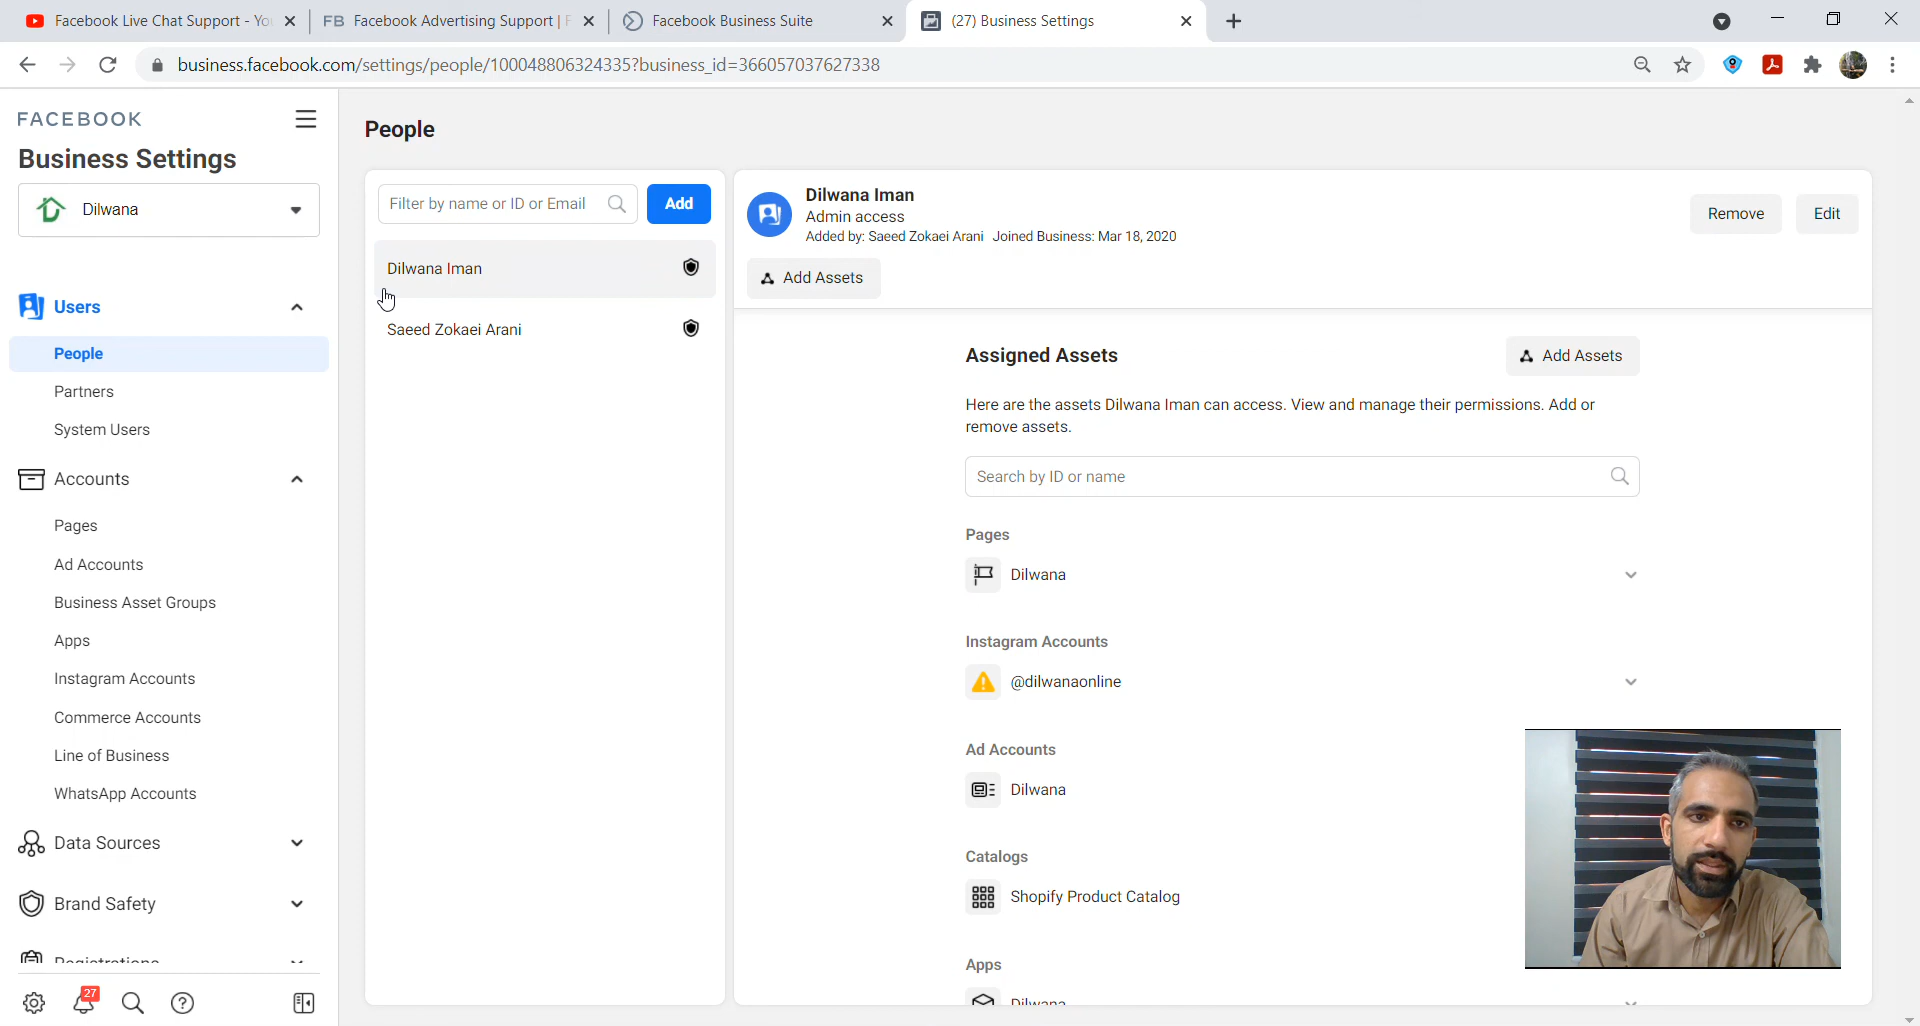 Facebook Live Chat Support - You
FB Facebook Advertising Support | F
Facebook Business Suite
(27) Business Settings
business.facebook.com/settings/people/100048806324335?business_id=366057037627338
FACEBOOK
Business Settings
Dilwana
Users
People
Partners
System Users
Accounts
Pages
Ad Accounts
Business Asset Groups
Apps
Instagram Accounts
Commerce Accounts
Line of Business
WhatsApp Accounts
Data Sources
Brand Safety
Registrations
27
People
Filter by name or ID or Email
Add
Dilwana Iman
Saeed Zokaei Arani
Dilwana Iman
Admin access
Added by: Saeed Zokaei Arani Joined Business: Mar 18, 2020
Remove
Edit
Add Assets
Assigned Assets
Add Assets
Here are the assets Dilwana Iman can access. View and manage their permissions. Add or
remove assets.
Search by ID or name
Pages
Dilwana
Instagram Accounts
@dilwanaonline
Ad Accounts
Dilwana
Catalogs
Shopify Product Catalog
Apps
Dilwana